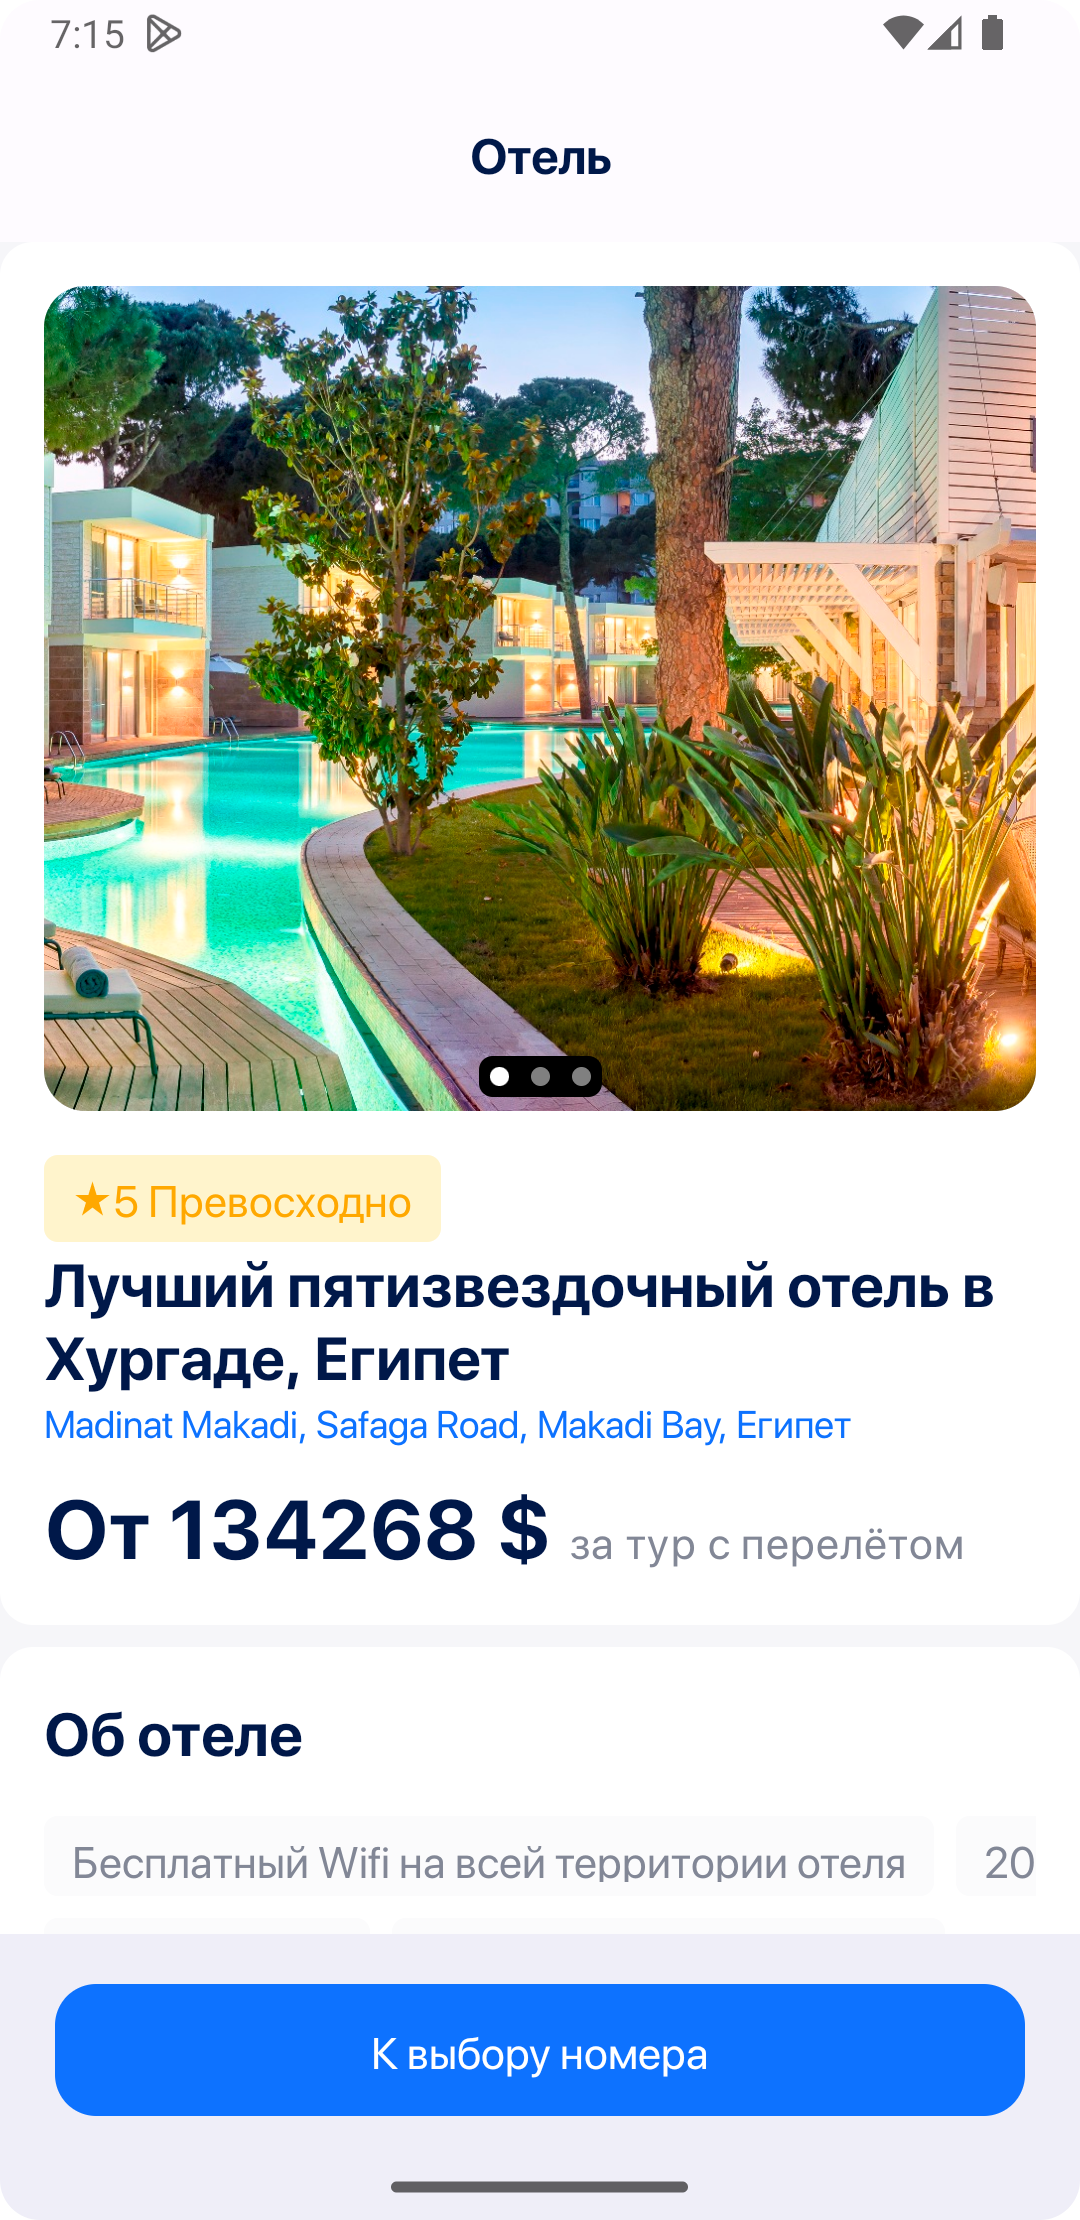 7:15
Отель
★5 Превосходно
Лучший пятизвездочный отель в
Хургаде, Египет
Madinat Makadi, Safaga Road, Makadi Bay, Египет
От 134268 $ за тур с перелётом
Об отеле
Бесплатный Wifi на всей территории отеля 20
К выбору номера